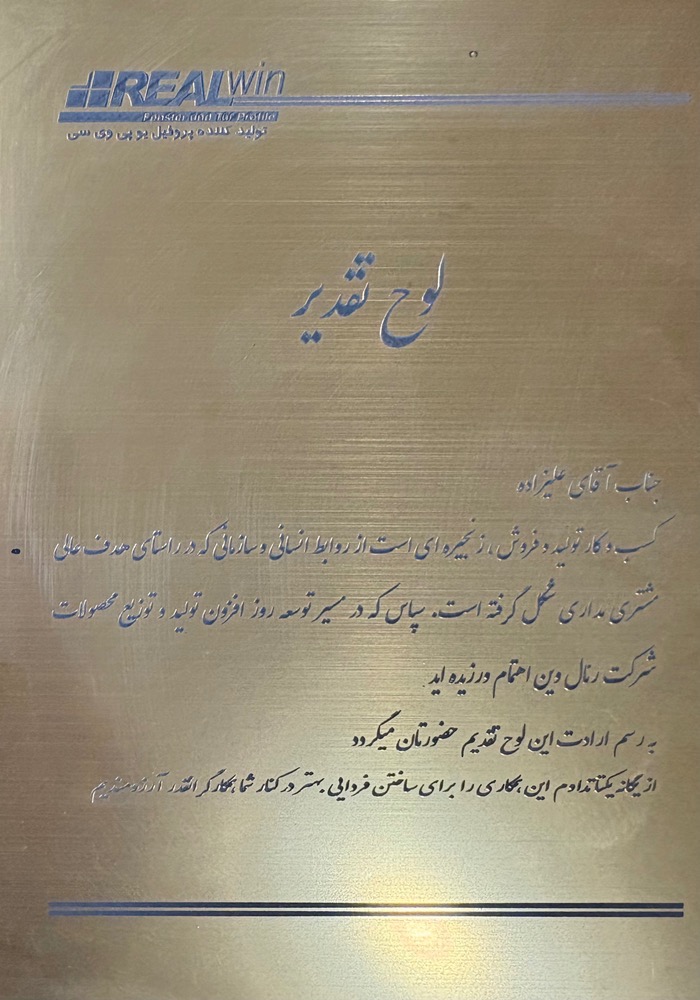 REALwin
Fenster und Tür Profile
تولید کننده پروفیل یو پی وی سی
لوح تقدیر
جناب آقای علیزاده
کسب و کار تولید و فروش، زنجیره ای است از روابط انسانی و سازمانی که در راستای هدف عالی
مشتری مداری شکل گرفته است. سپاس که در مسیر توسعه روز افزون تولید و توزیع محصولات
شرکت رئال وین اهتمام ورزیده اید.
به رسم ارادت این لوح تقدیم حضورتان میگردد
از یگانه یکتا تداوم این همکاری را برای ساختن فردایی بهتر در کنار شما همکار گرانقدر آرزومندیم